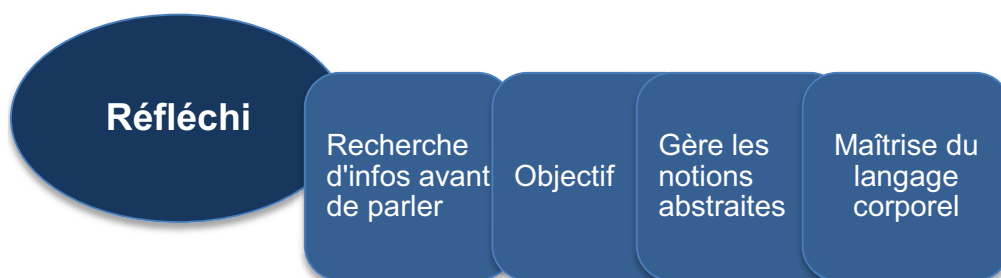 Réfléchi
Recherche
d'infos avant
de parler
Objectif
Gère les
notions
abstraites
Maîtrise du
langage
corporel